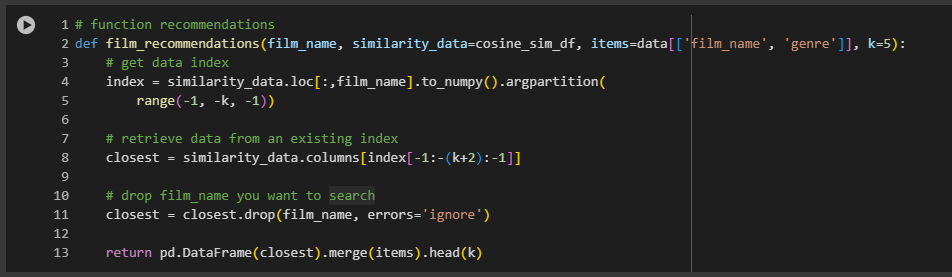 1 # function recommendations
2 def film_recommendations(film_name, similarity_data=cosine_sim_df, items=data[['film_name', 'genre']], k=5):
3     # get data index
4     index = similarity_data.loc[:,film_name].to_numpy().argpartition(
5         range(-1, -k, -1))
6
7     # retrieve data from an existing index
8     closest = similarity_data.columns[index[-1:-(k+2):-1]]
9
10     # drop film_name you want to search
11     closest = closest.drop(film_name, errors='ignore')
12
13     return pd.DataFrame(closest).merge(items).head(k)